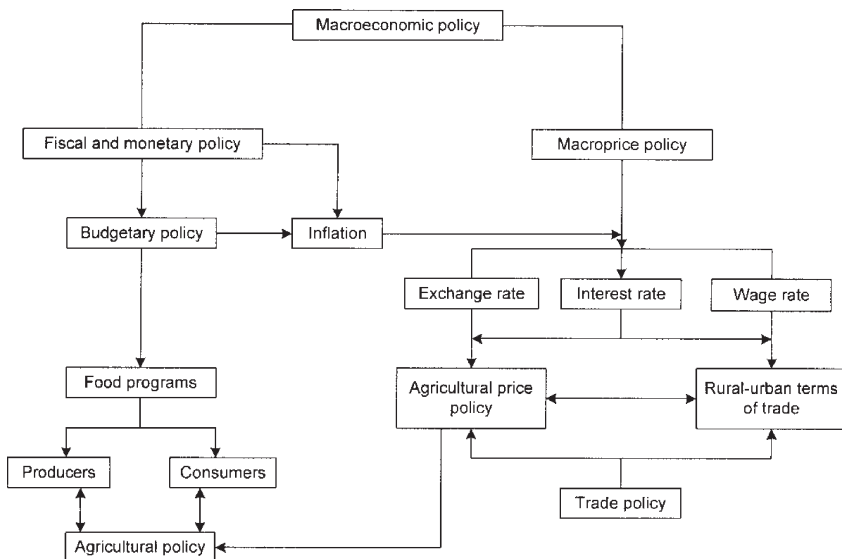 Macroeconomic policy
Fiscal and monetary policy
Macroprice policy
Budgetary policy
Inflation
Exchange rate
Interest rate
Wage rate
Food programs
Agricultural price
policy
Rural-urban terms
of trade
Producers
Consumers
Trade policy
Agricultural policy